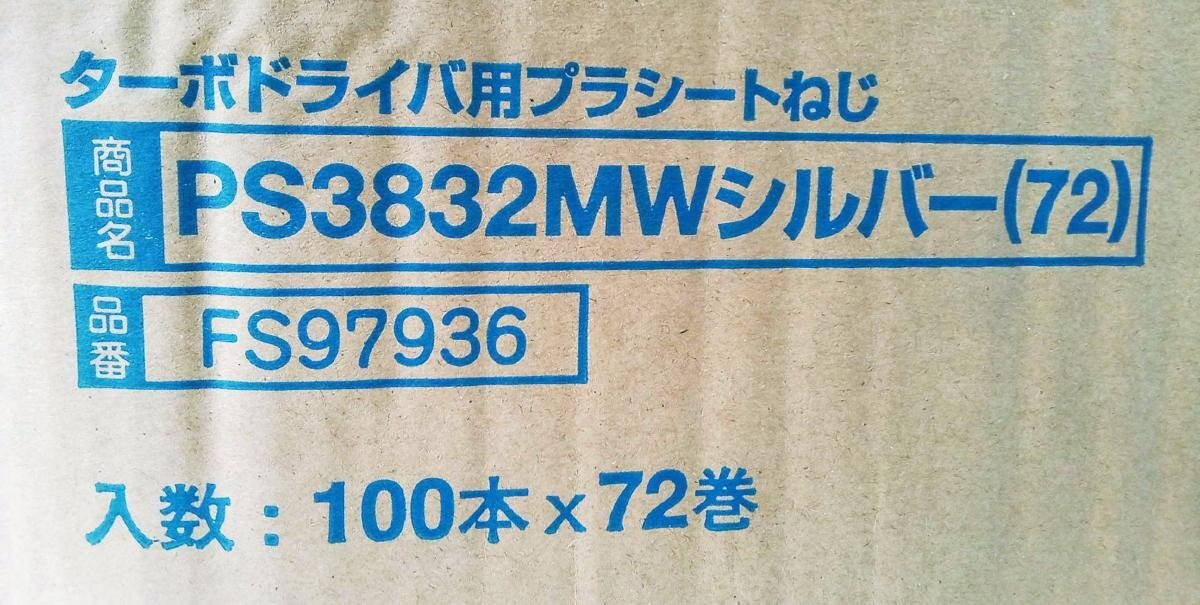 ターボドライバ用プラシートねじ
商品名 PS3832MWシルバー(72)
品番 FS97936
入数：100本x72巻